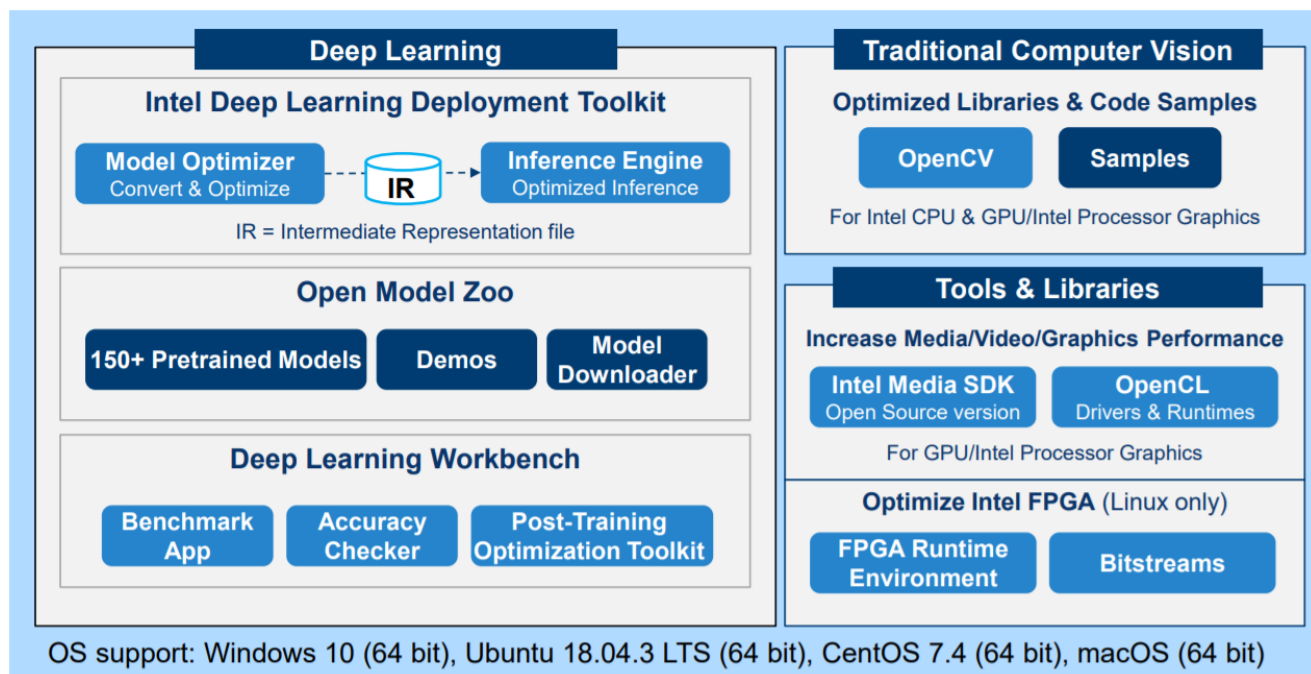 Deep Learning
Intel Deep Learning Deployment Toolkit
Model Optimizer
Convert & Optimize
IR
Inference Engine
Optimized Inference
IR = Intermediate Representation file
Open Model Zoo
150+ Pretrained Models
Demos
Model
Downloader
Deep Learning Workbench
Benchmark
App
Accuracy
Checker
Post-Training
Optimization Toolkit
Traditional Computer Vision
Optimized Libraries & Code Samples
OpenCV
Samples
For Intel CPU & GPU/Intel Processor Graphics
Tools & Libraries
Increase Media/Video/Graphics Performance
Intel Media SDK
Open Source version
OpenCL
Drivers & Runtimes
For GPU/Intel Processor Graphics
Optimize Intel FPGA (Linux only)
FPGA Runtime
Environment
Bitstreams
OS support: Windows 10 (64 bit), Ubuntu 18.04.3 LTS (64 bit), CentOS 7.4 (64 bit), macOS (64 bit)